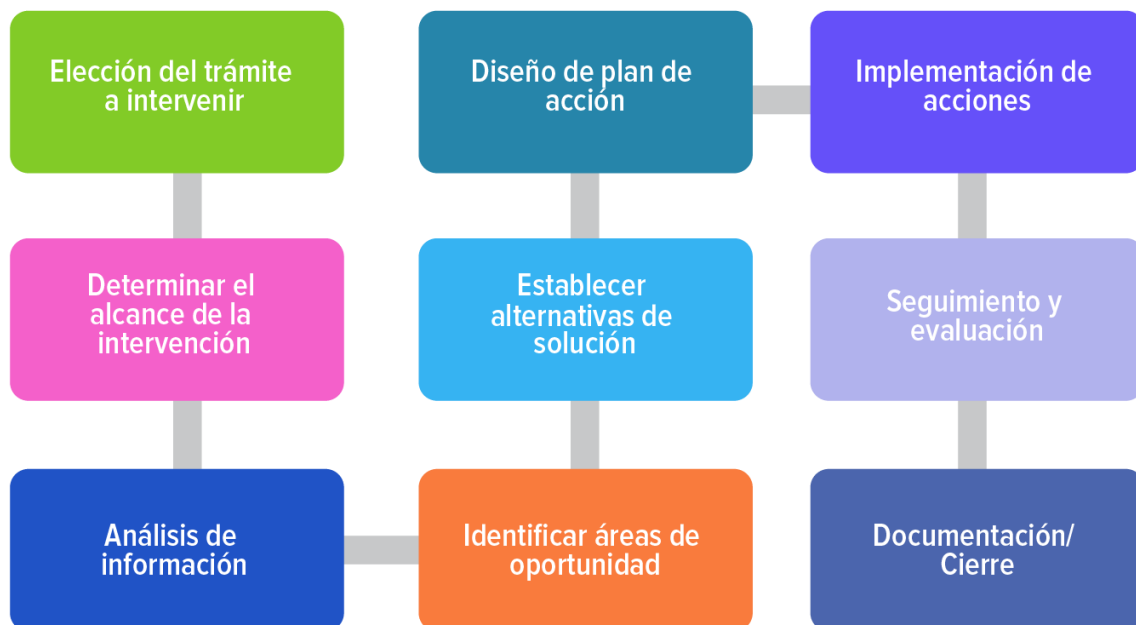 Elección del trámite
a intervenir
Determinar el
alcance de la
intervención
Análisis de
información
Identificar áreas de
oportunidad
Establecer
alternativas de
solución
Diseño de plan de
acción
Implementación de
acciones
Seguimiento y
evaluación
Documentación/
Cierre